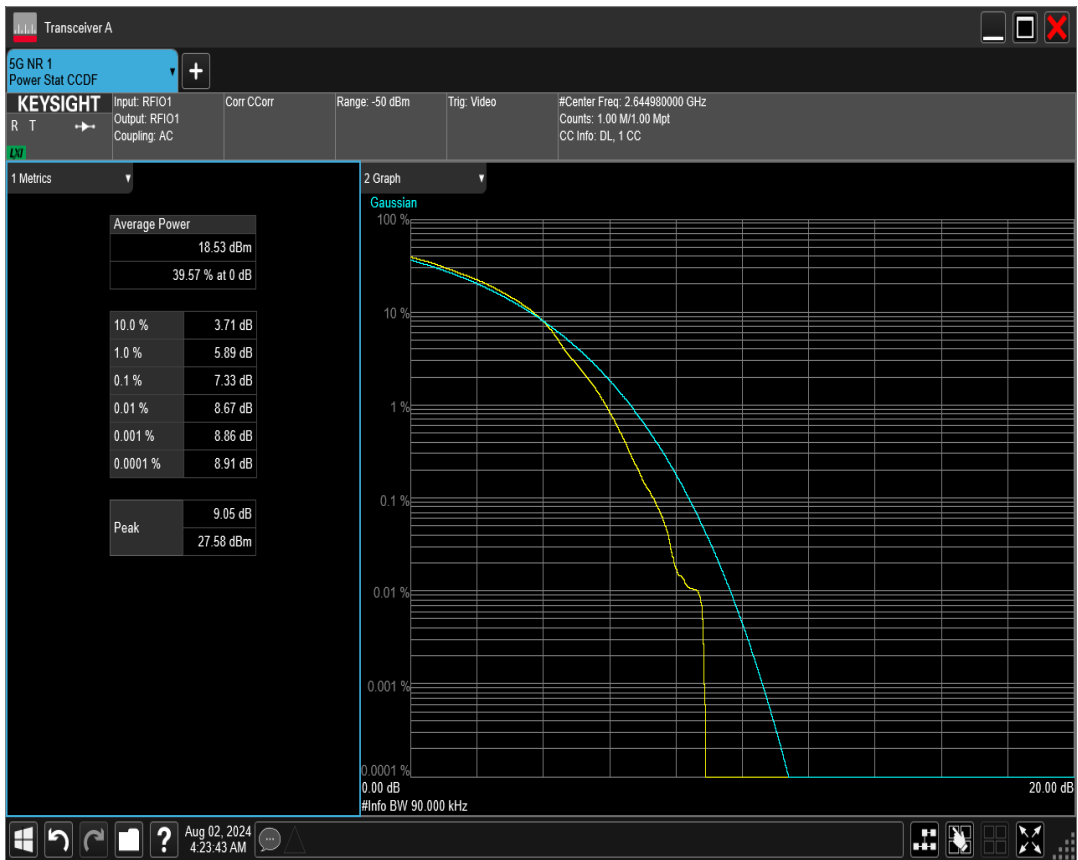 Transceiver A
5G NR 1
Power Stat CCDF
+
KEYSIGHT
R T
LXI
Input: RFIO1
Output: RFIO1
Coupling: AC
Corr CCorr
Range: -50 dBm
Trig: Video
#Center Freq: 2.644980000 GHz
Counts: 1.00 M/1.00 Mpt
CC Info: DL, 1 CC
1 Metrics
Average Power
18.53 dBm
39.57 % at 0 dB
10.0 % 3.71 dB
1.0 % 5.89 dB
0.1 % 7.33 dB
0.01 % 8.67 dB
0.001 % 8.86 dB
0.0001 % 8.91 dB
Peak
9.05 dB
27.58 dBm
2 Graph
Gaussian
100 %
10 %
1 %
0.1 %
0.01 %
0.001 %
0.0001 %
0.00 dB 20.00 dB
#Info BW 90.000 kHz
?
Aug 02, 2024
4:23:43 AM